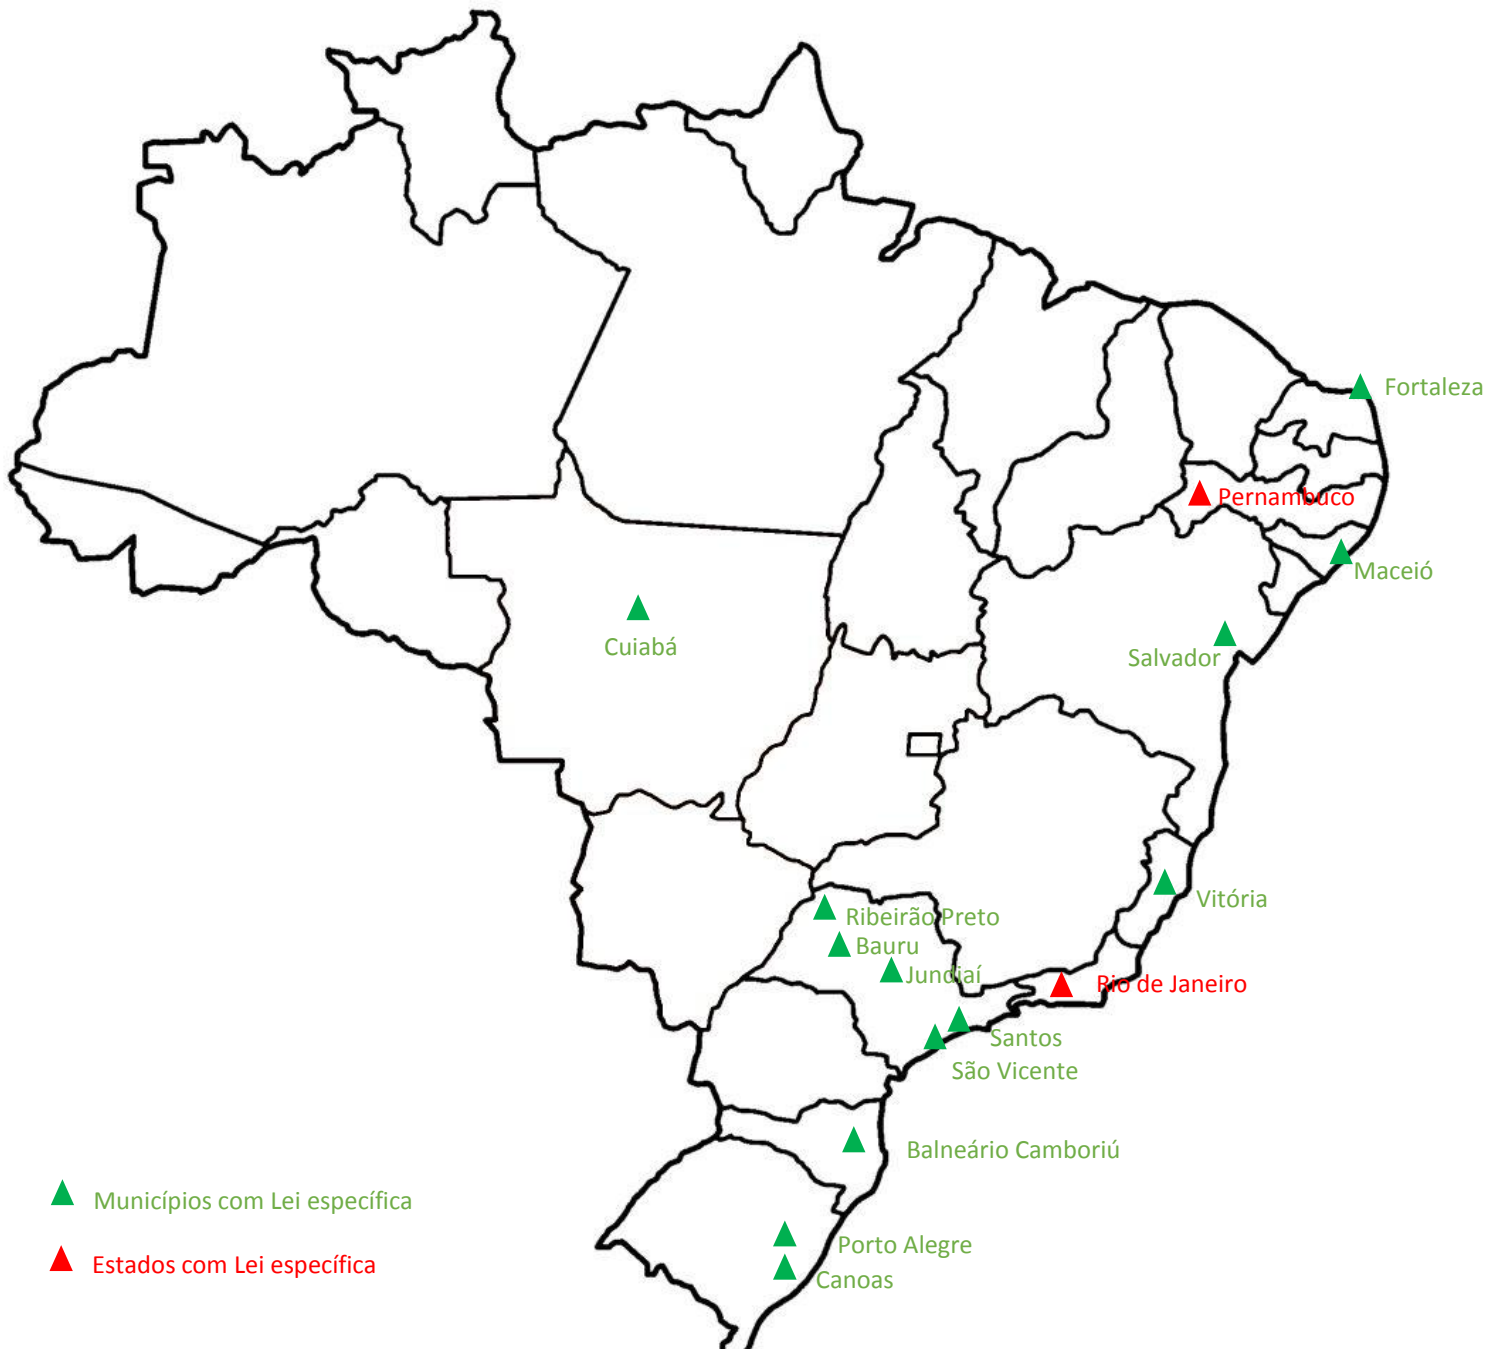 Fortaleza
Pernambuco
Maceió
Cuiabá
Salvador
Vitória
Ribeirão Preto
Bauru
Jundiaí
Rio de Janeiro
Santos
São Vicente
Balneário Camboriú
Municípios com Lei específica
Porto Alegre
Estados com Lei específica
Canoas